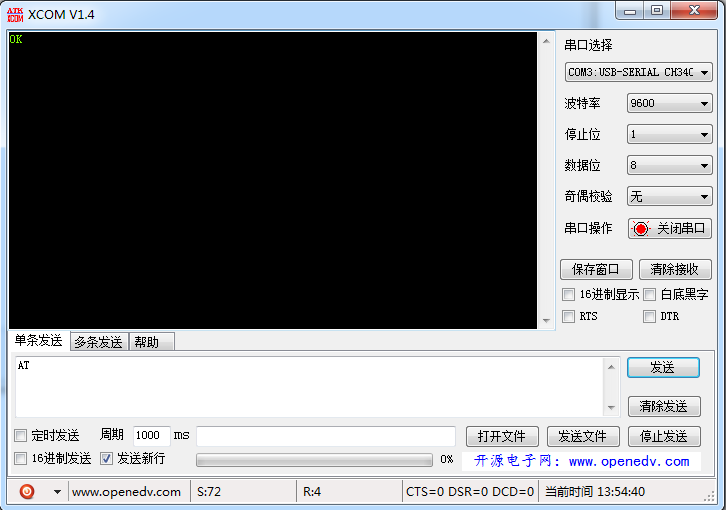 ATK XCOM XCOM V1.4
OK
串口选择
COM3:USB-SERIAL CH340
波特率 9600
停止位 1
数据位 8
奇偶校验 无
串口操作 关闭串口
保存窗口 清除接收
16进制显示 白底黑字
RTS DTR
单条发送 多条发送 帮助
AT
发送
清除发送
定时发送 周期 1000 ms 打开文件 发送文件 停止发送
16进制发送 发送新行 0% 开源电子网: www.openedv.com
www.openedv.com S:72 R:4 CTS=0 DSR=0 DCD=0 当前时间 13:54:40